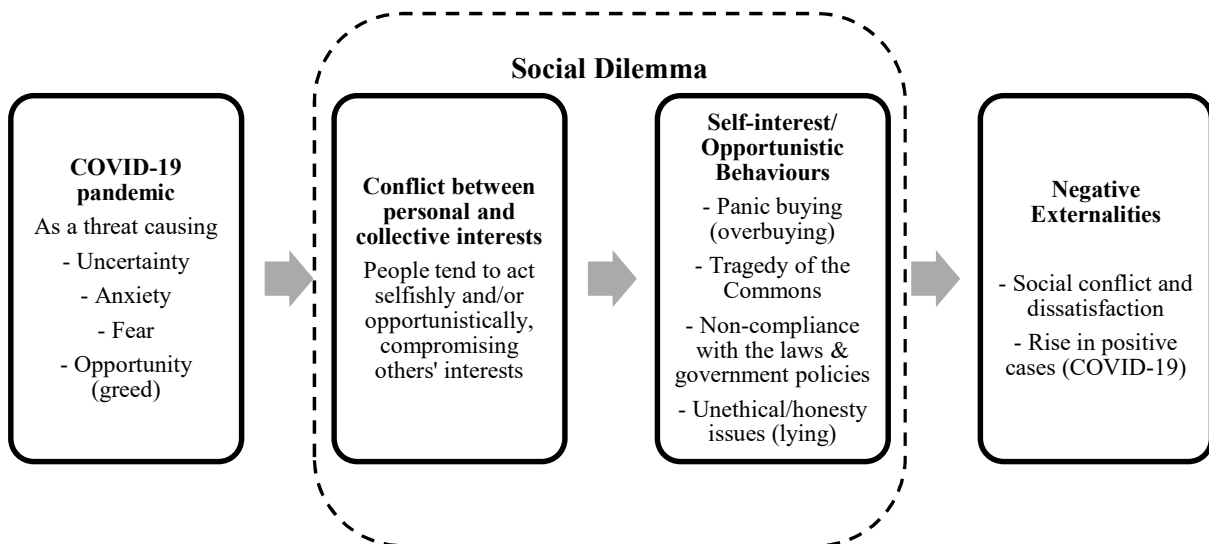 Social Dilemma
COVID-19
pandemic
As a threat causing
- Uncertainty
- Anxiety
- Fear
- Opportunity
(greed)
Conflict between
personal and
collective interests
People tend to act
selfishly and/or
opportunistically,
compromising
others' interests
Self-interest/
Opportunistic
Behaviours
- Panic buying
(overbuying)
- Tragedy of the
Commons
- Non-compliance
with the laws &
government policies
- Unethical/honesty
issues (lying)
Negative
Externalities
- Social conflict and
dissatisfaction
- Rise in positive
cases (COVID-19)